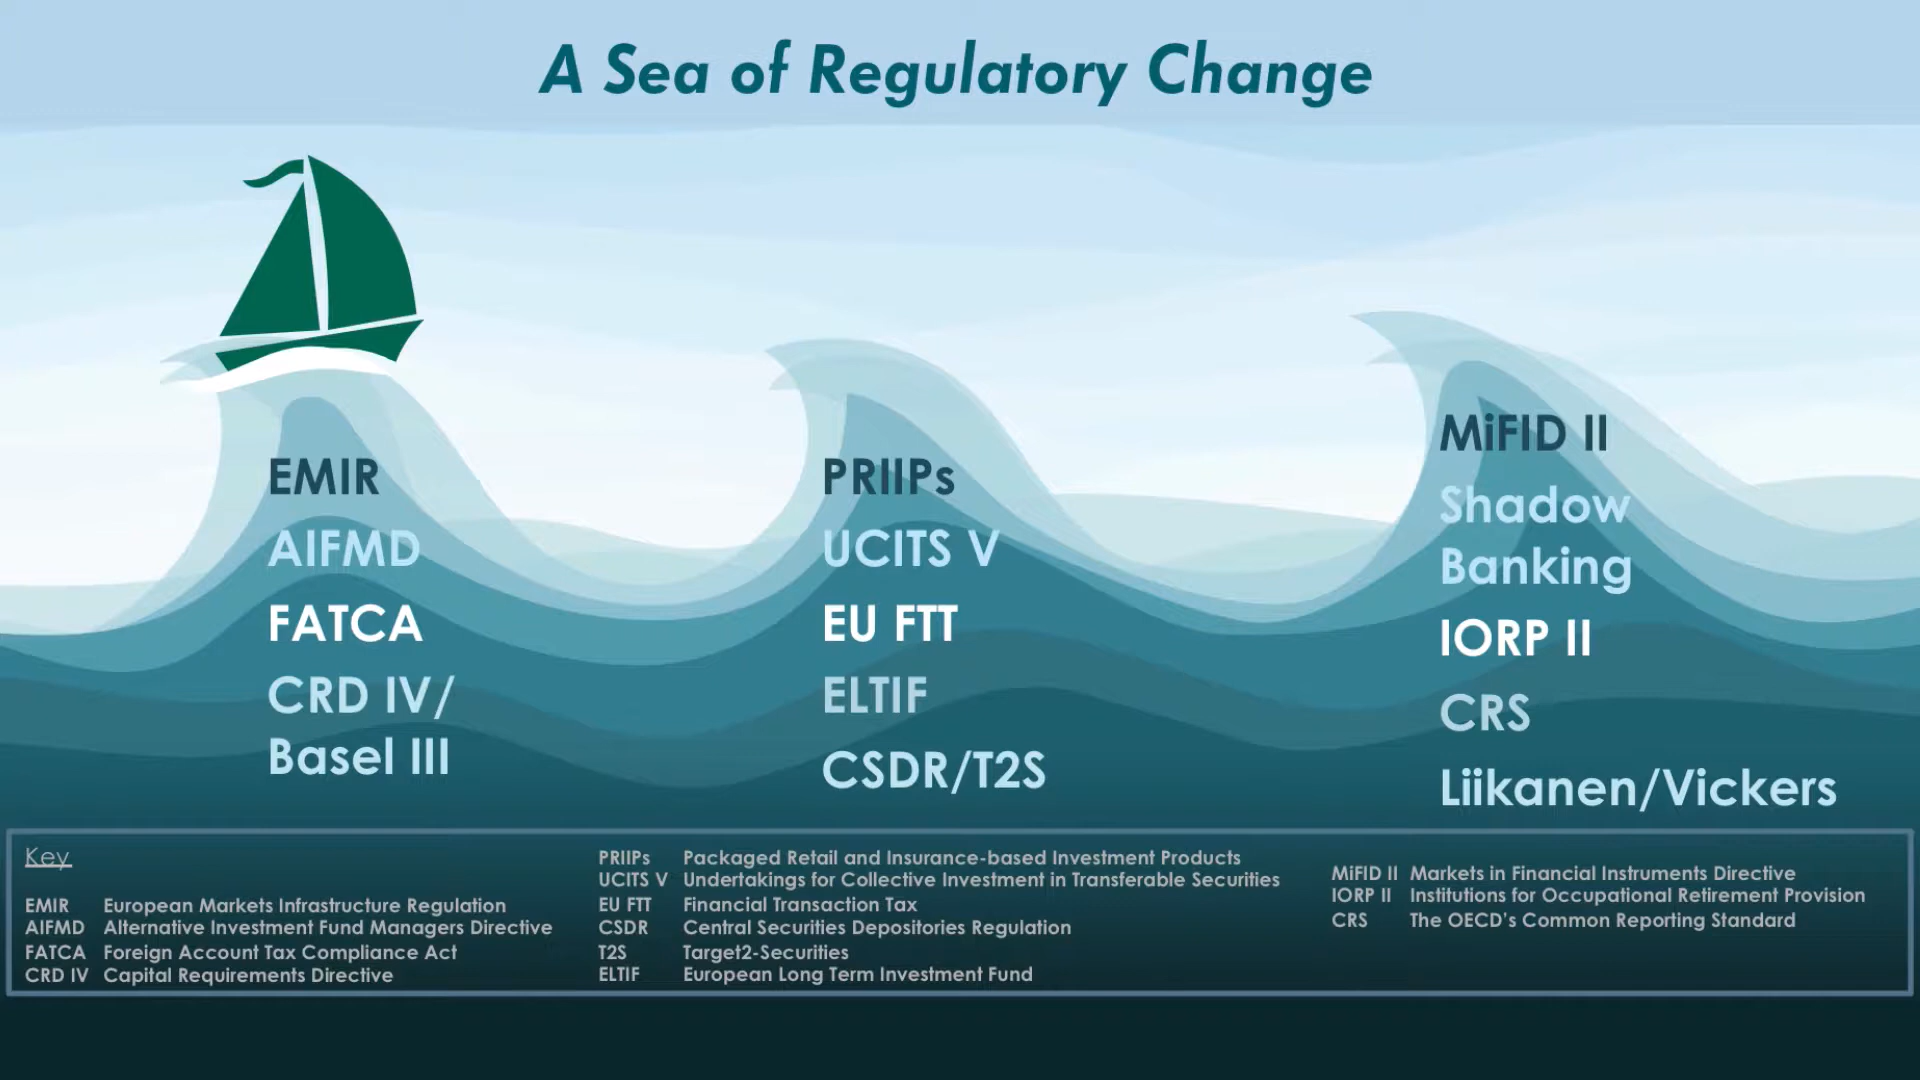 A Sea of Regulatory Change
EMIR
AIFMD
FATCA
CRD IV/
Basel III
PRIIPs
UCITS V
EU FTT
ELTIF
CSDR/T2S
MiFID II
Shadow
Banking
IORP II
CRS
Liikanen/Vickers
Key
EMIR European Markets Infrastructure Regulation
AIFMD Alternative Investment Fund Managers Directive
FATCA Foreign Account Tax Compliance Act
CRD IV Capital Requirements Directive
PRIIPs Packaged Retail and Insurance-based Investment Products
UCITS V Undertakings for Collective Investment in Transferable Securities
EU FTT Financial Transaction Tax
CSDR Central Securities Depositories Regulation
T2S Target2-Securities
ELTIF European Long Term Investment Fund
MiFID II Markets in Financial Instruments Directive
IORP II Institutions for Occupational Retirement Provision
CRS The OECD's Common Reporting Standard